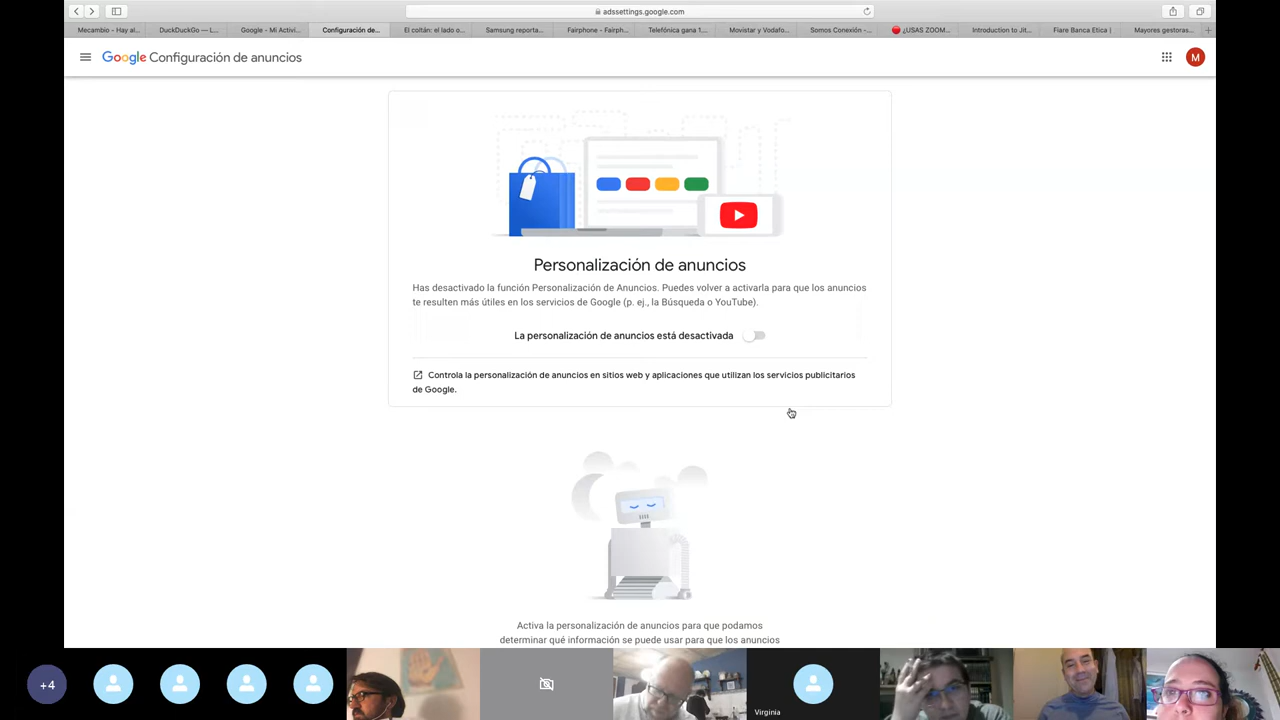 adssettings.google.com
Mecambio - Hay al...
DuckDuckGo — L...
Google - Mi Activi...
Configuración de...
El coltán: el lado o...
Samsung reporta...
Fairphone - Fairph...
Telefónica gana 1....
Movistar y Vodafo...
Somos Conexión -...
¿USAS ZOOM...
Introduction to Jit...
Fiare Banca Etica |
Mayores gestoras...
Google Configuración de anuncios
M
Personalización de anuncios
Has desactivado la función Personalización de Anuncios. Puedes volver a activarla para que los anuncios
te resulten más útiles en los servicios de Google (p. ej., la Búsqueda o YouTube).
La personalización de anuncios está desactivada
Controla la personalización de anuncios en sitios web y aplicaciones que utilizan los servicios publicitarios
de Google.
Activa la personalización de anuncios para que podamos
determinar qué información se puede usar para que los anuncios
+4
Virginia